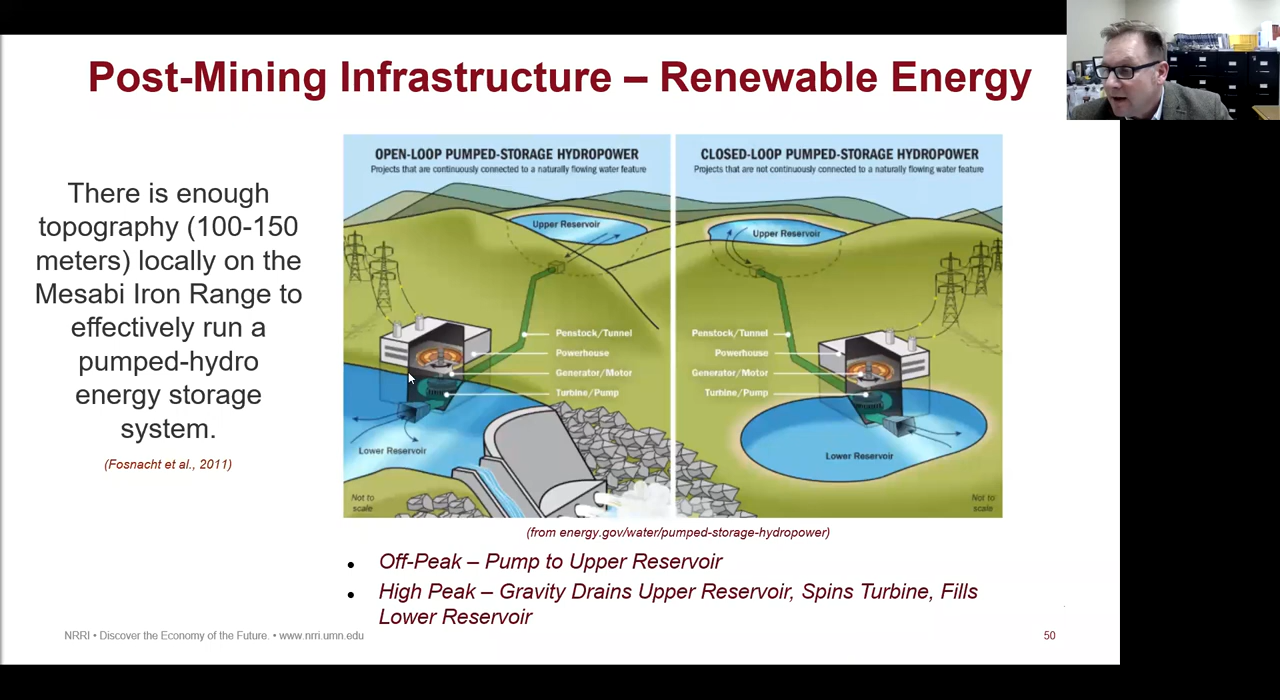 Post-Mining Infrastructure – Renewable Energy
There is enough
topography (100-150
meters) locally on the
Mesabi Iron Range to
effectively run a
pumped-hydro
energy storage
system.
(Fosnacht et al., 2011)
OPEN-LOOP PUMPED-STORAGE HYDROPOWER
Projects that are continuously connected to a naturally flowing water feature
Upper Reservoir
Penstock/Tunnel
Powerhouse
Generator/Motor
Turbine/Pump
Lower Reservoir
Not to
scale
CLOSED-LOOP PUMPED-STORAGE HYDROPOWER
Projects that are not continuously connected to a naturally flowing water feature
Upper Reservoir
Penstock/Tunnel
Powerhouse
Generator/Motor
Turbine/Pump
Lower Reservoir
Not to
scale
(from energy.gov/water/pumped-storage-hydropower)
• Off-Peak – Pump to Upper Reservoir
• High Peak – Gravity Drains Upper Reservoir, Spins Turbine, Fills
Lower Reservoir
NRRI • Discover the Economy of the Future. • www.nrri.umn.edu
50